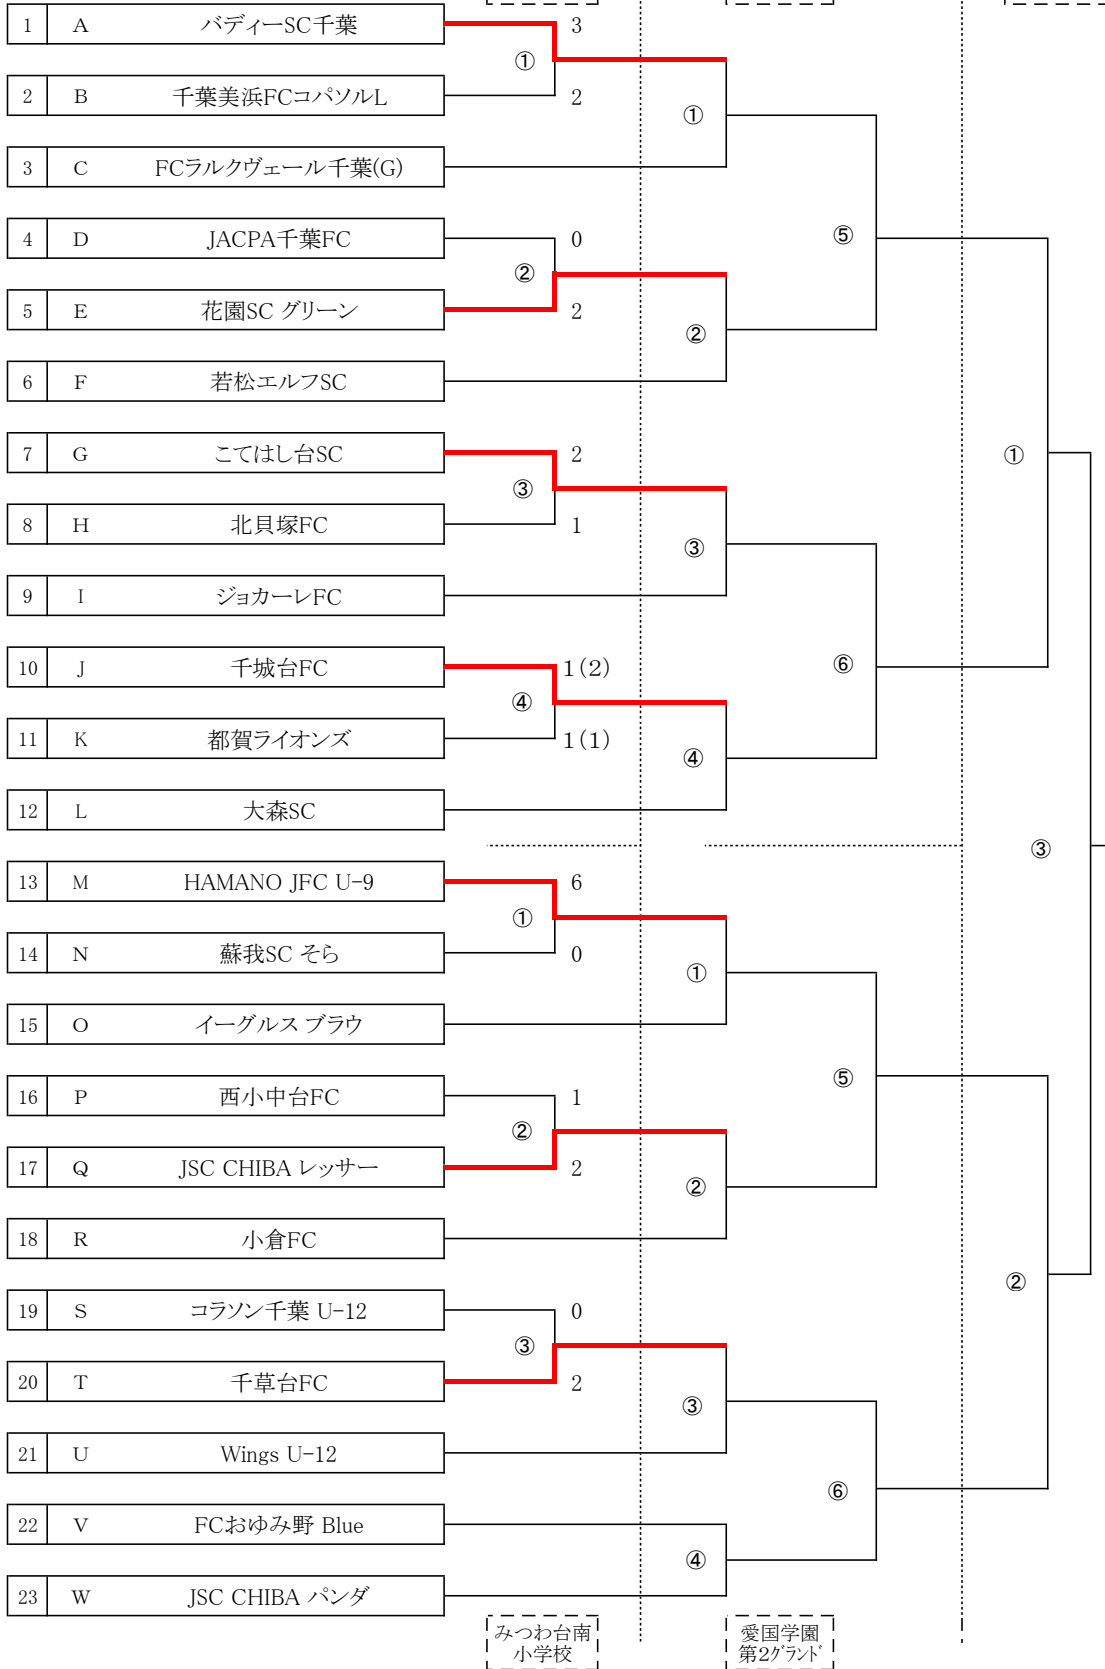 1 A バディーSC千葉 3
①
2 B 千葉美浜FCコパソルL 2
①
3 C FCラルクヴェール千葉(G)
4 D JACPA千葉FC 0
⑤
②
5 E 花園SC グリーン 2
②
6 F 若松エルフSC
7 G こてはし台SC 2
①
③
8 H 北貝塚FC 1
③
9 I ジョカーレFC
10 J 千城台FC 1(2)
⑥
④
11 K 都賀ライオンズ 1(1)
④
12 L 大森SC
③
13 M HAMANO JFC U-9 6
①
14 N 蘇我SC そら 0
①
15 O イーグルス ブラウ
⑤
16 P 西小中台FC 1
②
17 Q JSC CHIBA レッサー 2
②
18 R 小倉FC
②
19 S コラソン千葉 U-12 0
③
20 T 千草台FC 2
③
21 U Wings U-12
⑥
22 V FCおゆみ野 Blue
④
23 W JSC CHIBA パンダ
みつわ台南
小学校
愛国学園
第2グランド